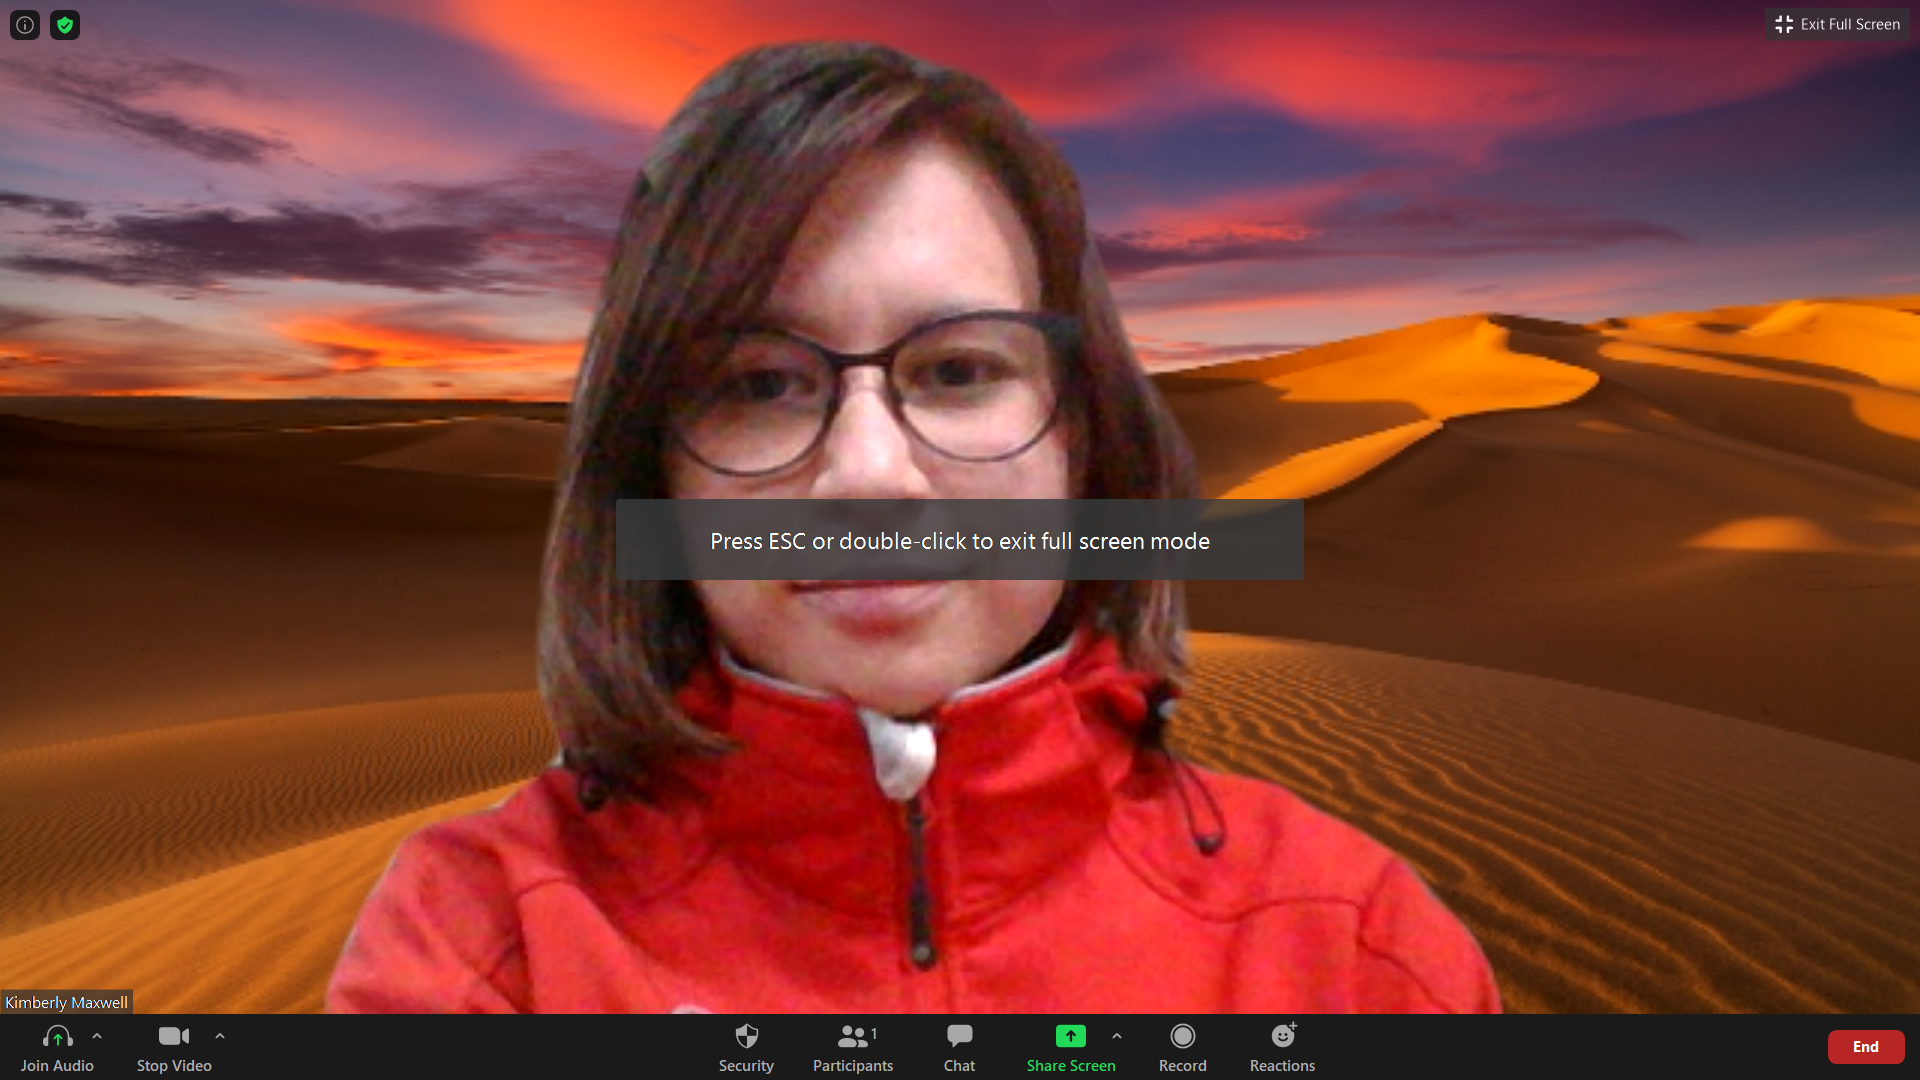 Exit Full Screen
Press ESC or double-click to exit full screen mode
Kimberly Maxwell
Join Audio
Stop Video
Security
1
Participants
Chat
Share Screen
Record
Reactions
End